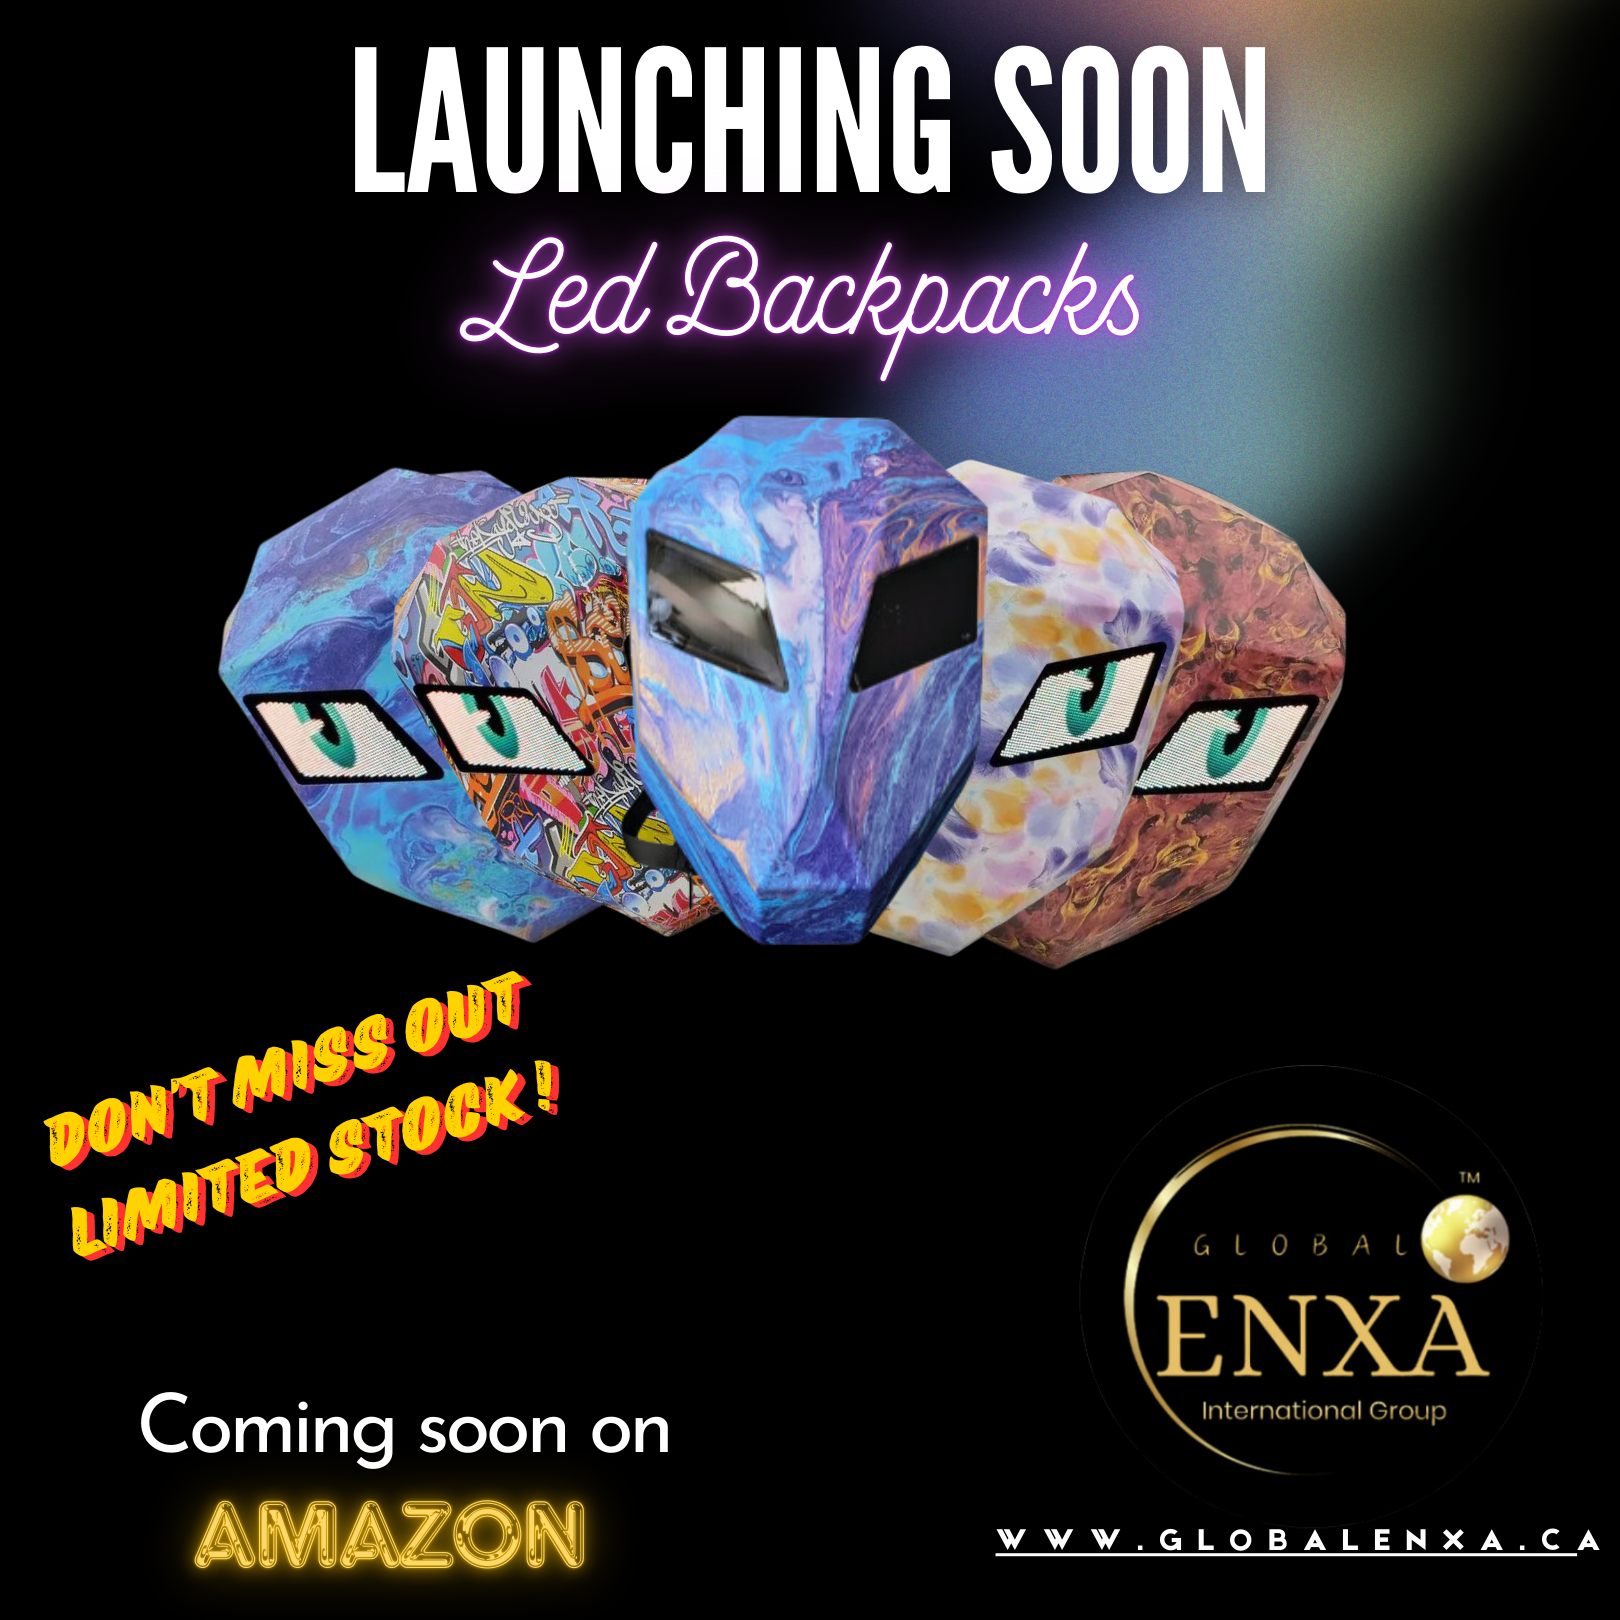 LAUNCHING SOON
Led Backpacks
DON'T MISS OUT
LIMITED STOCK!
TM
GLOBAL
ENXA
International Group
Coming soon on
AMAZON
WWW.GLOBALENXA.CA